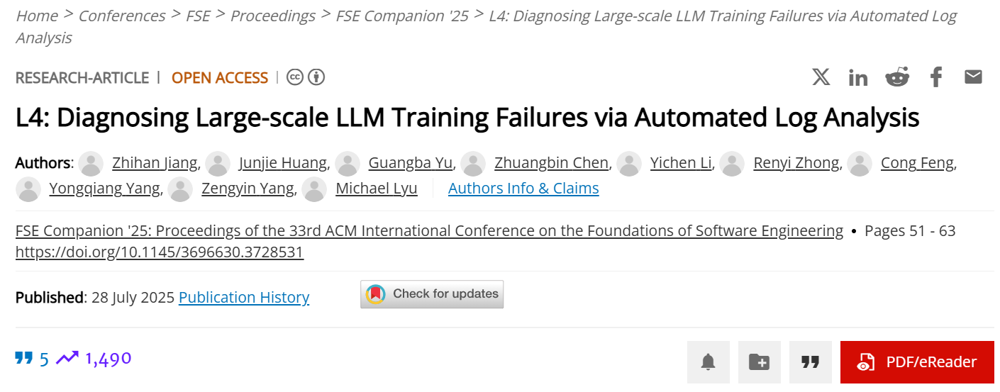 Home > Conferences > FSE > Proceedings > FSE Companion '25 > L4: Diagnosing Large-scale LLM Training Failures via Automated Log
Analysis
RESEARCH-ARTICLE | OPEN ACCESS | cc
L4: Diagnosing Large-scale LLM Training Failures via Automated Log Analysis
Authors: Zhihan Jiang, Junjie Huang, Guangba Yu, Zhuangbin Chen, Yichen Li, Renyi Zhong, Cong Feng,
Yongqiang Yang, Zengyin Yang, Michael Lyu | Authors Info & Claims
FSE Companion '25: Proceedings of the 33rd ACM International Conference on the Foundations of Software Engineering • Pages 51 - 63
https://doi.org/10.1145/3696630.3728531
Published: 28 July 2025 Publication History Check for updates
5 1,490 PDF/eReader